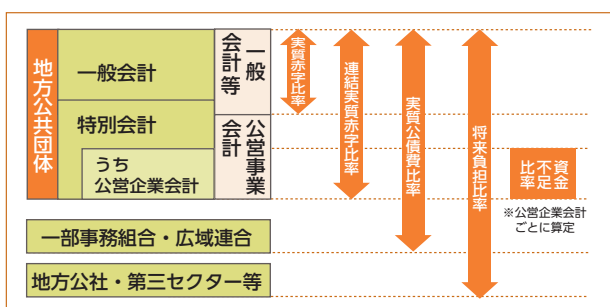 地方公共団体
一般会計
特別会計
うち
公営企業会計
一般
会計等
公営事業
会計
実質赤字比率
連結実質赤字比率
実質公債費比率
将来負担比率
資金
不足
比率
※公営企業会計
ごとに算定
一部事務組合・広域連合
地方公社・第三セクター等